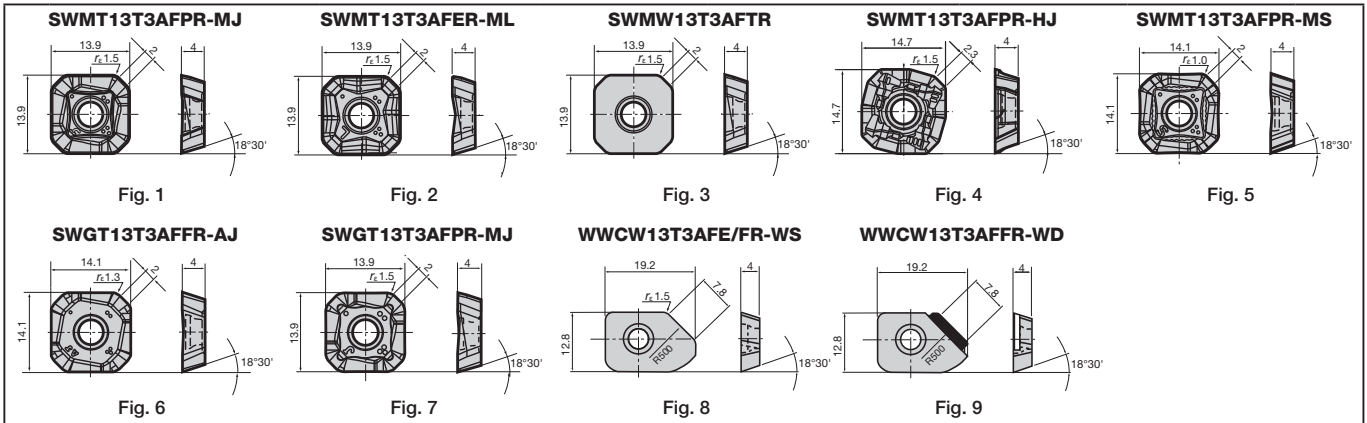 SWMT13T3AFPR-MJ
13.9
4
2
rε1.5
13.9
18°30'
Fig. 1
SWMT13T3AFER-ML
13.9
4
2
rε1.5
13.9
18°30'
Fig. 2
SWMW13T3AFTR
13.9
4
2
rε1.5
13.9
18°30'
Fig. 3
SWMT13T3AFPR-HJ
14.7
4
2.3
rε1.5
14.7
18°30'
Fig. 4
SWMT13T3AFPR-MS
14.1
4
2
rε1.0
14.1
18°30'
Fig. 5
SWGT13T3AFFR-AJ
14.1
4
2
rε1.3
14.1
18°30'
Fig. 6
SWGT13T3AFPR-MJ
13.9
4
2
rε1.5
13.9
18°30'
Fig. 7
WWCW13T3AFE/FR-WS
19.2
4
rε1.5
7.8
12.8
R500
18°30'
Fig. 8
WWCW13T3AFFR-WD
19.2
4
7.8
12.8
R500
18°30'
Fig. 9